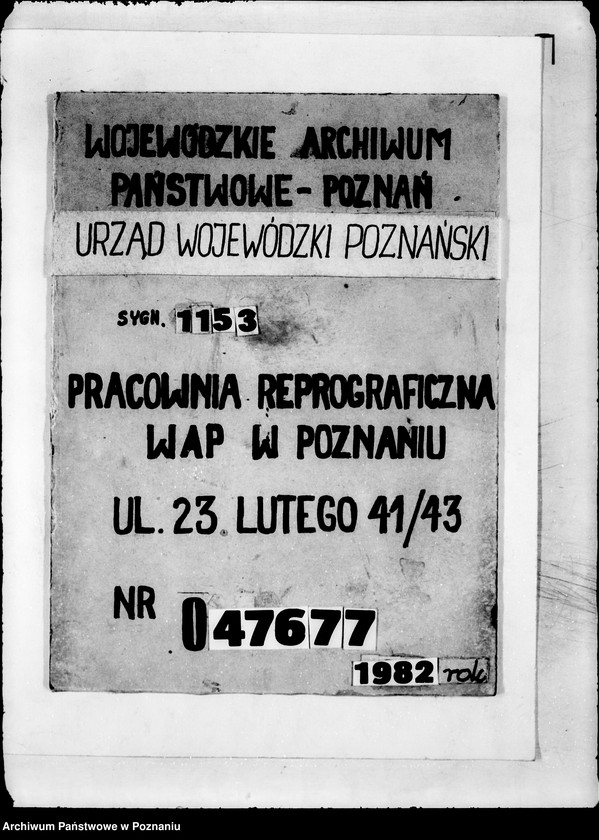 WOJEWÓDZKIE ARCHIWUM
PAŃSTWOWE - POZNAŃ
URZĄD WOJEWÓDZKI POZNAŃSKI
SYGN. 1153
PRACOWNIA REPROGRAFICZNA
WAP W POZNANIU
UL. 23. LUTEGO 41/43
NR 047677
1982 rok
Archiwum Państwowe w Poznaniu